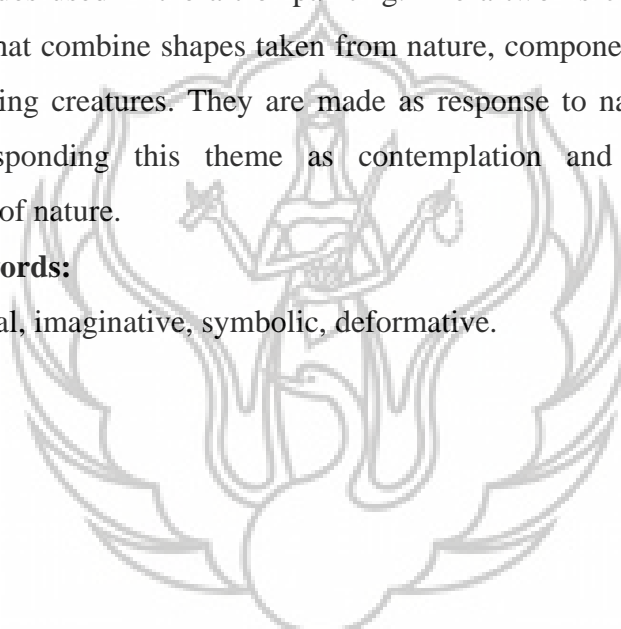 that combine shapes taken from nature, compone
ing creatures. They are made as response to na
sponding this theme as contemplation and
of nature.
ords:
al, imaginative, symbolic, deformative.